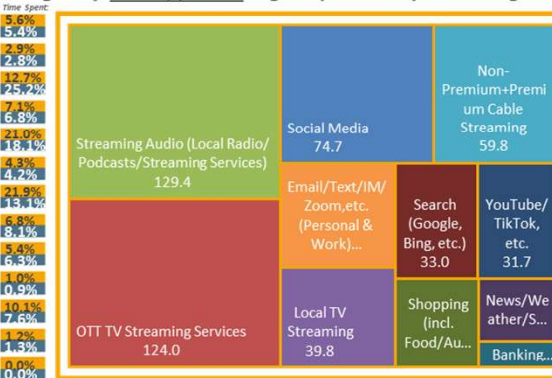 Time Spent:
5.6%
5.4%
2.9%
2.8%
12.7%
25.2%
7.1%
6.8%
21.0%
18.1%
4.3%
4.2%
21.9%
13.1%
6.8%
8.1%
5.4%
6.3%
1.0%
0.9%
10.1%
7.6%
1.2%
1.3%
0.0%
0.0%
Streaming Audio (Local Radio/
Podcasts/Streaming Services)
129.4
OTT TV Streaming Services
124.0
Social Media
74.7
Non-
Premium+Premi
um Cable
Streaming
59.8
Email/Text/IM/
Zoom,etc.
(Personal &
Work)...
Search
(Google,
Bing, etc.)
33.0
YouTube/
TikTok,
etc.
31.7
Local TV
Streaming
39.8
Shopping
(incl.
Food/Au...
News/We
ather/S...
Banking...